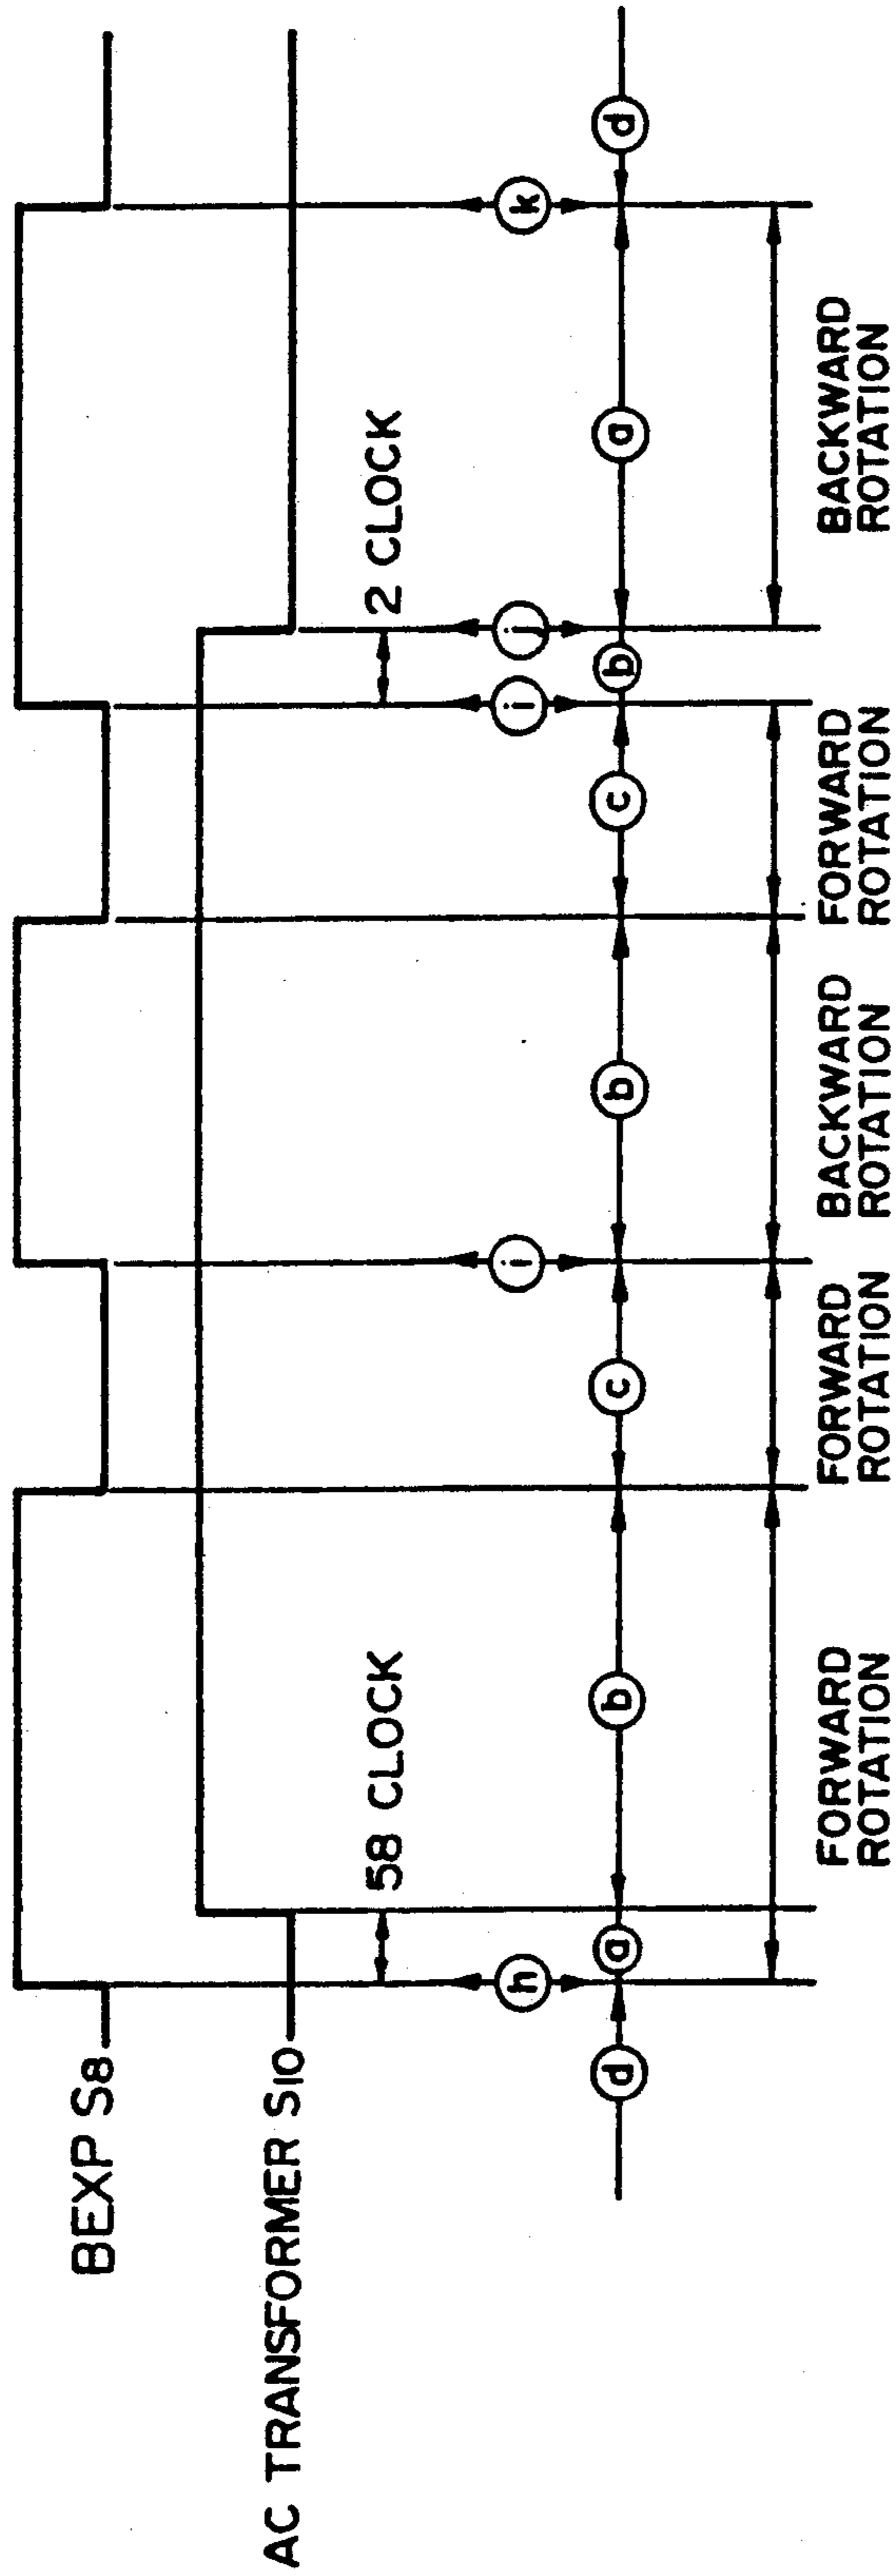 BEXP S8
AC TRANSFORMER S10
58 CLOCK
2 CLOCK
h
i
i
j
k
d
a
b
c
b
c
b
a
d
FORWARD
ROTATION
FORWARD
ROTATION
BACKWARD
ROTATION
FORWARD
ROTATION
BACKWARD
ROTATION